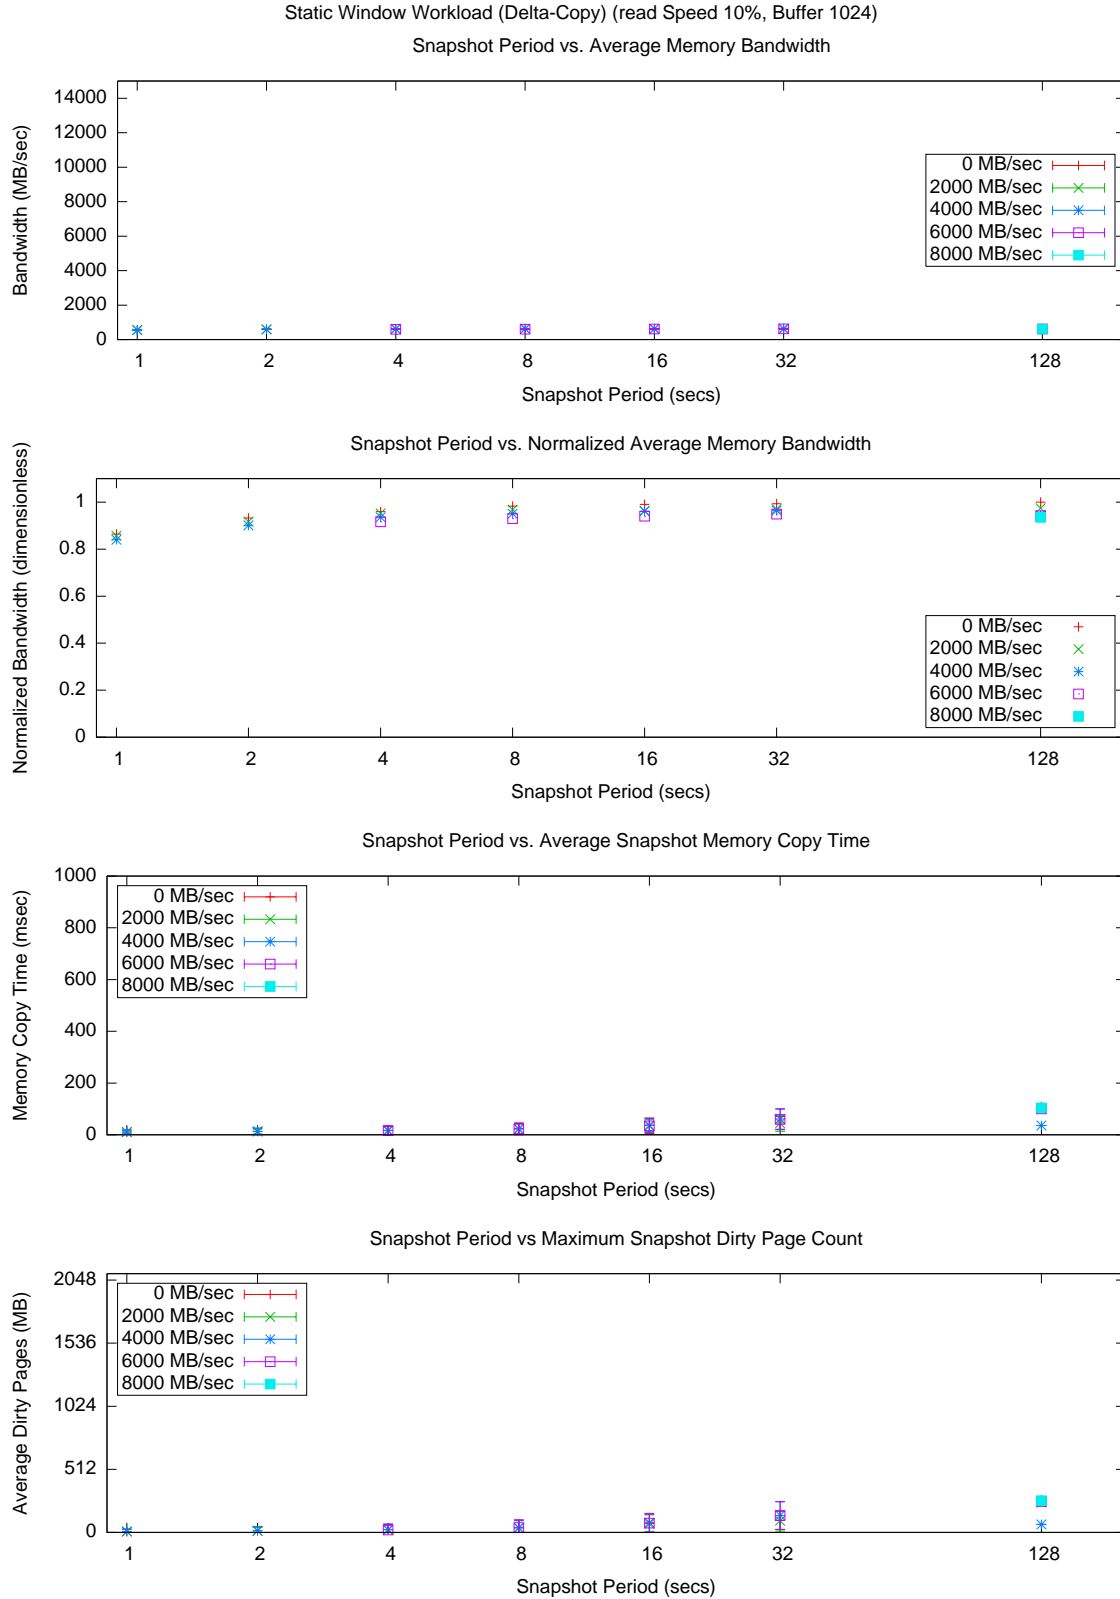 Static Window Workload (Delta-Copy) (read Speed 10%, Buffer 1024)
Snapshot Period vs. Average Memory Bandwidth
Bandwidth (MB/sec)
14000
12000
10000
8000
6000
4000
2000
0
0 MB/sec
2000 MB/sec
4000 MB/sec
6000 MB/sec
8000 MB/sec
1 2 4 8 16 32 128
Snapshot Period (secs)
Snapshot Period vs. Normalized Average Memory Bandwidth
Normalized Bandwidth (dimensionless)
1
0.8
0.6
0.4
0.2
0
0 MB/sec
2000 MB/sec
4000 MB/sec
6000 MB/sec
8000 MB/sec
1 2 4 8 16 32 128
Snapshot Period (secs)
Snapshot Period vs. Average Snapshot Memory Copy Time
Memory Copy Time (msec)
1000
800
600
400
200
0
0 MB/sec
2000 MB/sec
4000 MB/sec
6000 MB/sec
8000 MB/sec
1 2 4 8 16 32 128
Snapshot Period (secs)
Snapshot Period vs Maximum Snapshot Dirty Page Count
Average Dirty Pages (MB)
2048
1536
1024
512
0
0 MB/sec
2000 MB/sec
4000 MB/sec
6000 MB/sec
8000 MB/sec
1 2 4 8 16 32 128
Snapshot Period (secs)